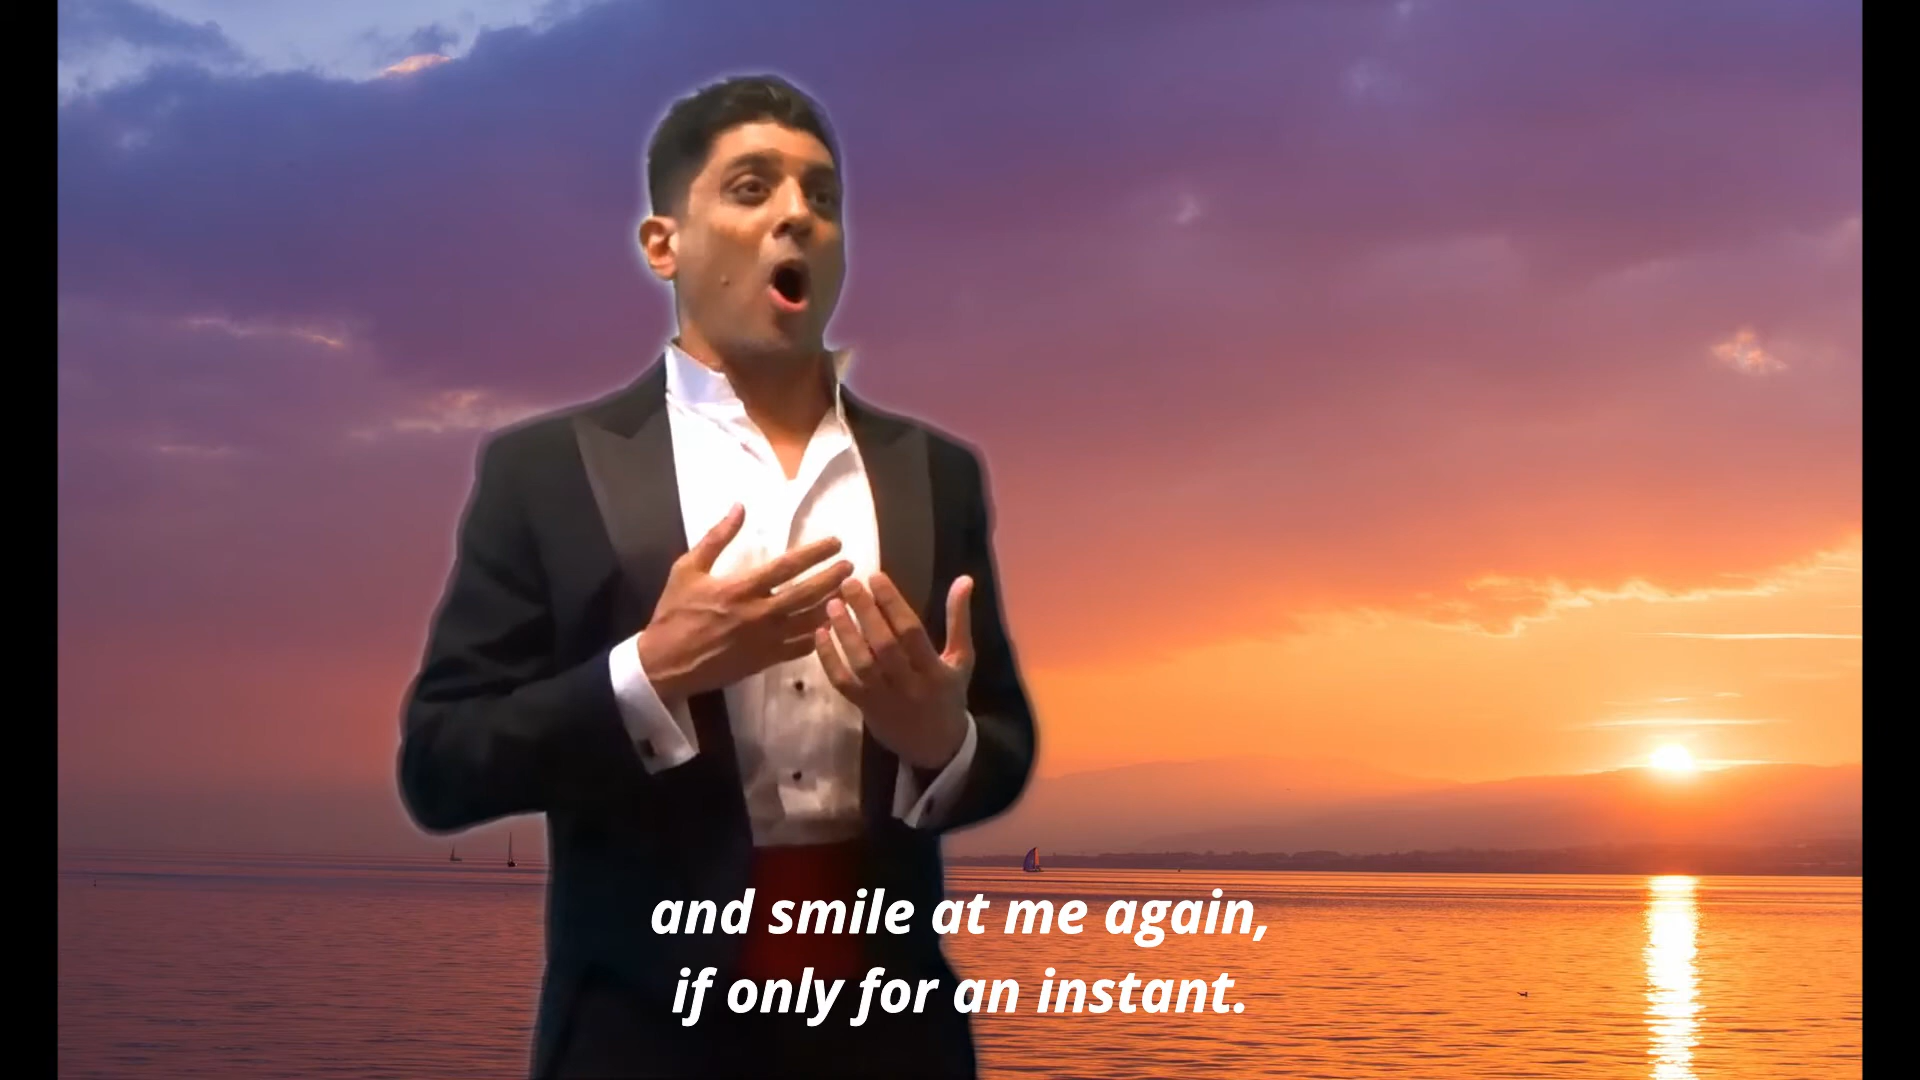 and smile at me again,
if only for an instant.